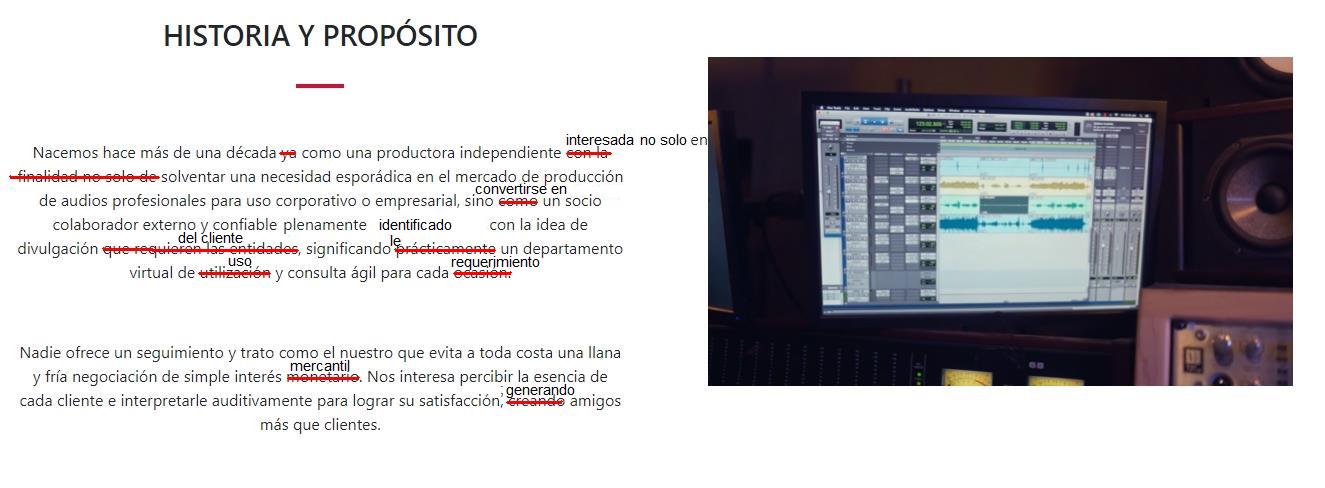 HISTORIA Y PROPÓSITO
interesada no solo en
Nacemos hace más de una década ya como una productora independiente con la
finalidad no solo de solventar una necesidad esporádica en el mercado de producción
convertirse en
de audios profesionales para uso corporativo o empresarial, sino como un socio
colaborador externo y confiable plenamente identificado con la idea de
del cliente le
divulgación que requieren las entidades, significando prácticamente un departamento
uso requerimiento
virtual de utilización y consulta ágil para cada ocasión.
Nadie ofrece un seguimiento y trato como el nuestro que evita a toda costa una llana
mercantil
y fría negociación de simple interés monetario. Nos interesa percibir la esencia de
; generando
cada cliente e interpretarle auditivamente para lograr su satisfacción, creando amigos
más que clientes.